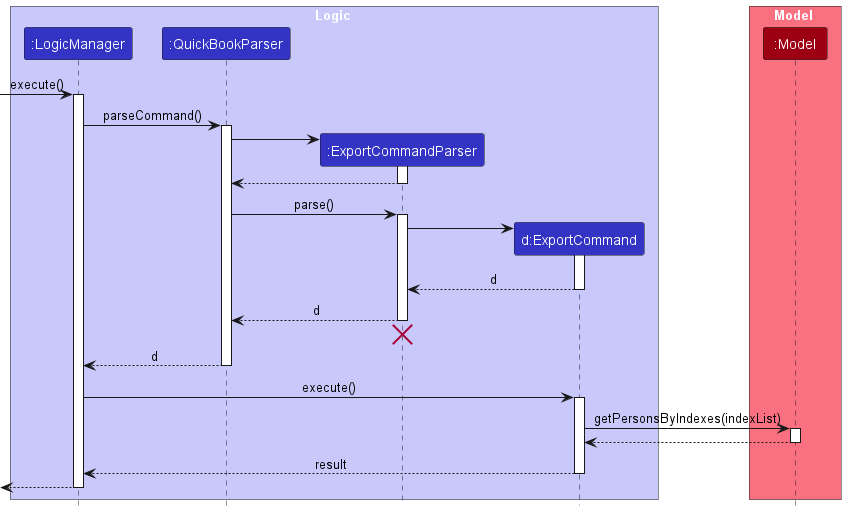 Logic
Model
:LogicManager
:QuickBookParser
:Model
execute()
parseCommand()
:ExportCommandParser
parse()
d:ExportCommand
d
d
d
execute()
getPersonsByIndexes(indexList)
result